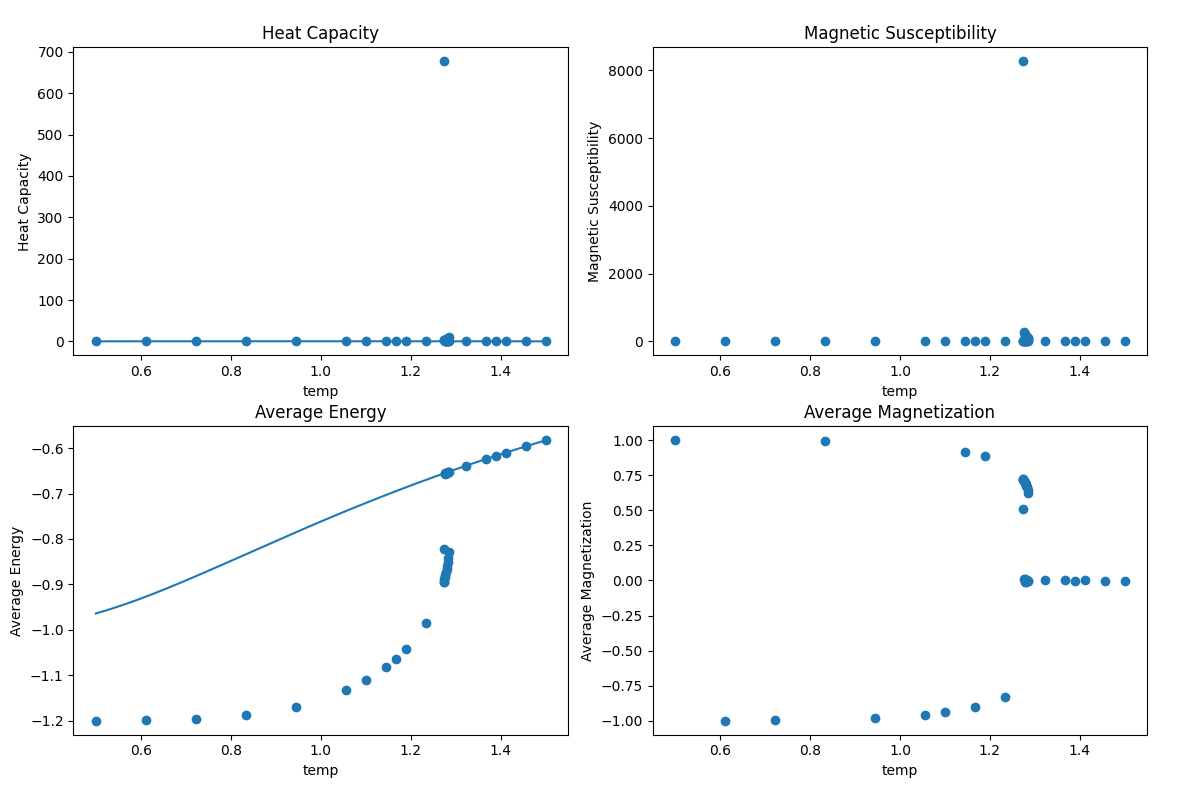 Heat Capacity
Heat Capacity
700
600
500
400
300
200
100
0
0.6 0.8 1.0 1.2 1.4
temp
Magnetic Susceptibility
Magnetic Susceptibility
8000
6000
4000
2000
0
0.6 0.8 1.0 1.2 1.4
temp
Average Energy
Average Energy
−0.6
−0.7
−0.8
−0.9
−1.0
−1.1
−1.2
0.6 0.8 1.0 1.2 1.4
temp
Average Magnetization
Average Magnetization
1.00
0.75
0.50
0.25
0.00
−0.25
−0.50
−0.75
−1.00
0.6 0.8 1.0 1.2 1.4
temp